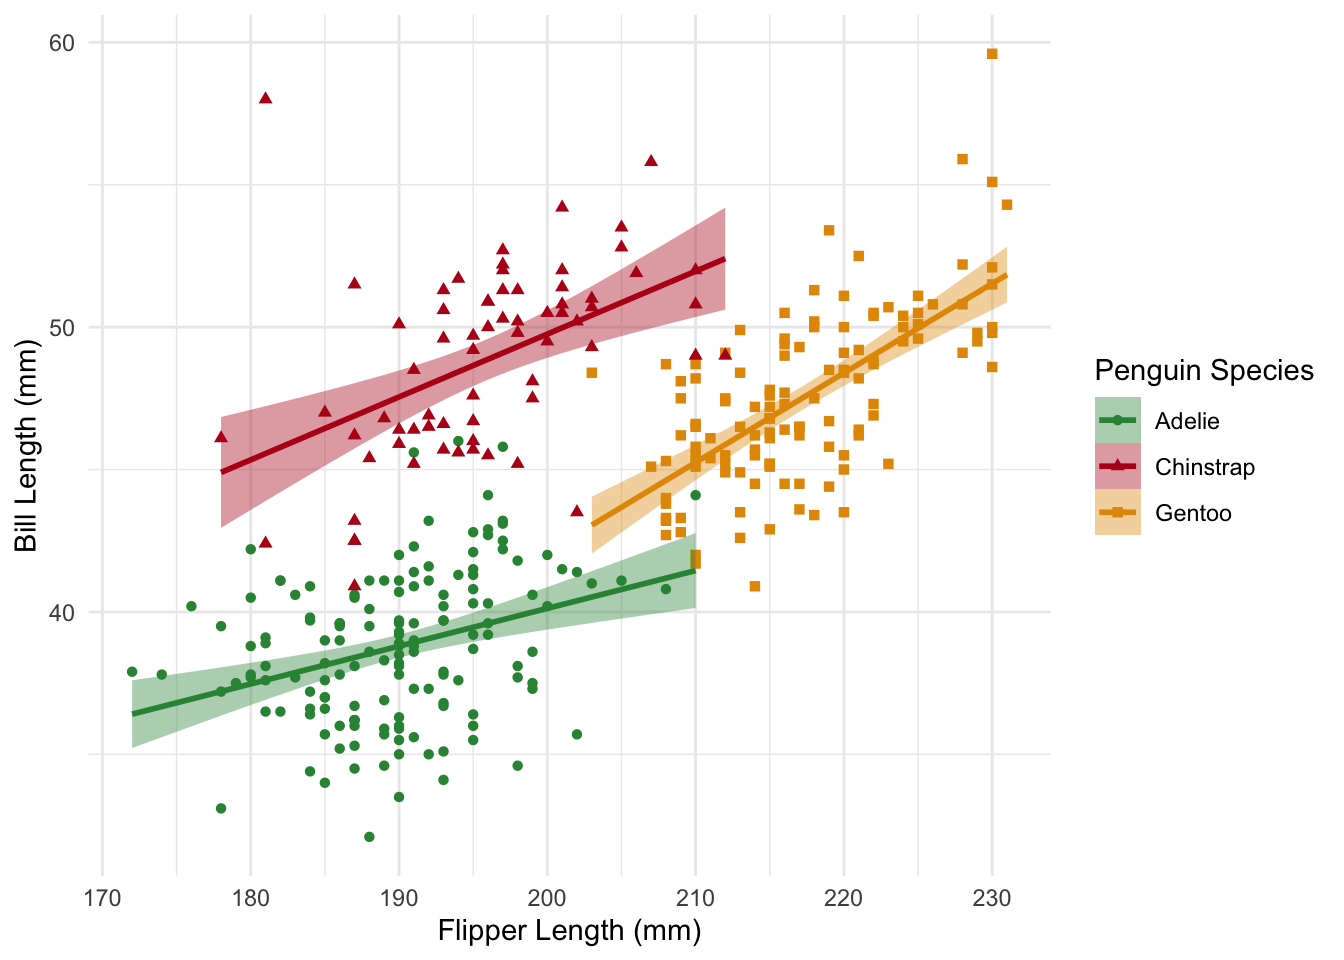 60
50
40
Bill Length (mm)
170 180 190 200 210 220 230
Flipper Length (mm)
Penguin Species
Adelie
Chinstrap
Gentoo